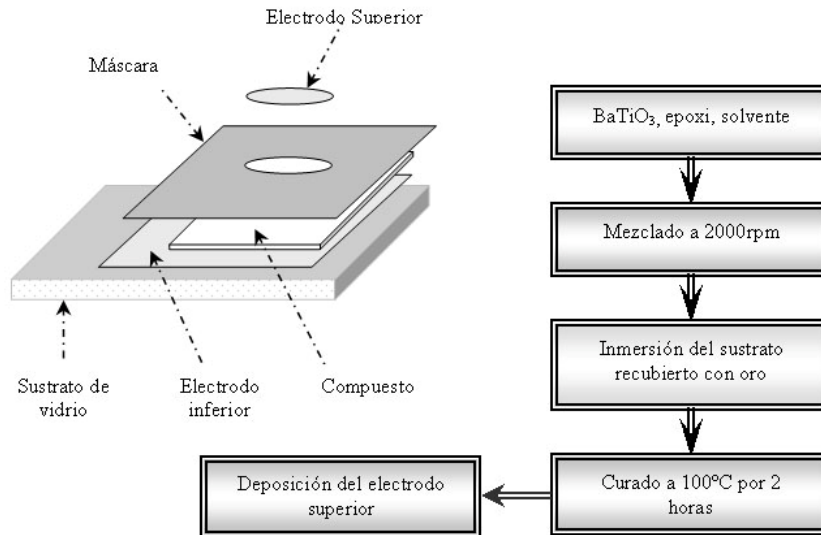 Electrodo Superior
Máscara
Sustrato de
vidrio
Electrodo
inferior
Compuesto
BaTiO₃, epoxi, solvente
Mezclado a 2000rpm
Inmersión del sustrato
recubierto con oro
Curado a 100ºC por 2
horas
Deposición del electrodo
superior